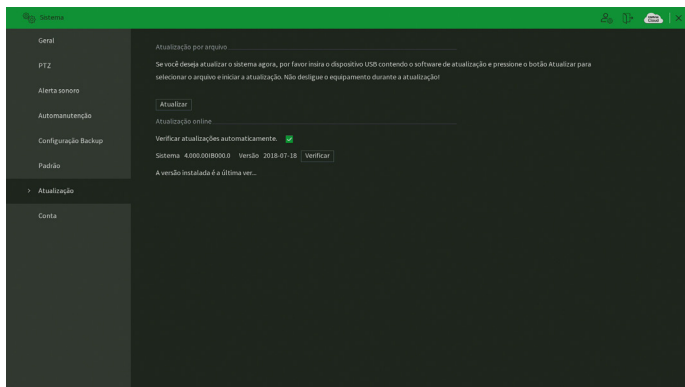 Sistema
Geral
PTZ
Alerta sonoro
Automanutenção
Configuração Backup
Padrão
Atualização
Conta
Atualização por arquivo
Se você deseja atualizar o sistema agora, por favor insira o dispositivo USB contendo o software de atualização e pressione o botão Atualizar para
selecionar o arquivo e iniciar a atualização. Não desligue o equipamento durante a atualização!
Atualizar
Atualização online
Verificar atualizações automaticamente.
Sistema 4.000.00IB000.0 Versão 2018-07-18 Verificar
A versão instalada é a última ver...